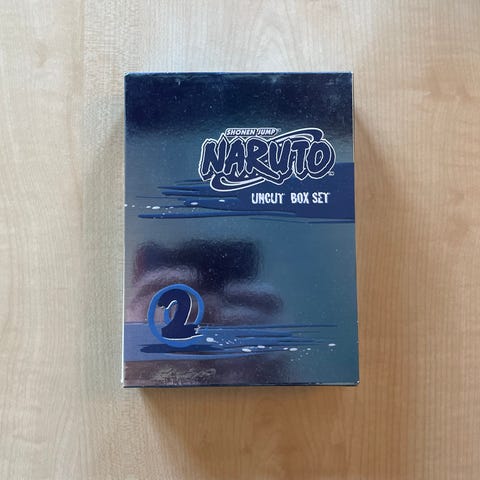 SHONEN JUMP
NARUTO
UNCUT BOX SET
2